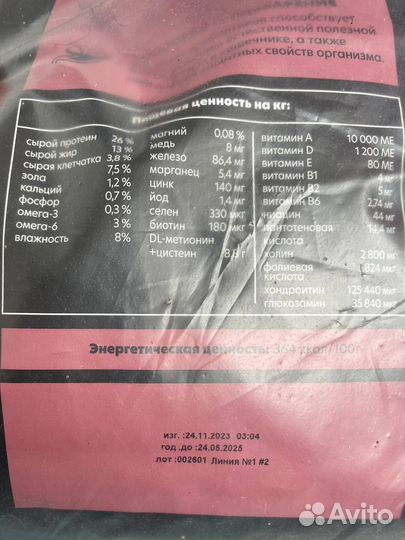 способствует
полезной
кишечнике, а также
свойств организма.
Пищевая ценность на кг:
сырой протеин 26 %
сырой жир 13 %
сырая клетчатка 3,8 %
зола 7,5 %
кальций 1,2 %
фосфор 0,7 %
омега-3 0,3 %
омега-6 3 %
влажность 8%
магний 0,08 %
медь 8 мг
железо 86,4 мг
марганец 5,4 мг
цинк 140 мг
йод 1,4 мг
селен 330 мкг
биотин 180 мкг
DL-метионин
+цистеин 8,8 г
витамин A 10 000 МЕ
витамин D 1 200 МЕ
витамин E 80 МЕ
витамин B1 4 мг
витамин B2 5 мг
витамин B6 2,74 мг
ниацин 44 мг
пантотеновая 14,4 мг
кислота
холин 2 800 мг
фолиевая 824 мкг
кислота
хондроитин 125 440 мкг
глюкозамин 35 840 мкг
Энергетическая ценность: 364 ккал/100г
изг. :24.11.2023 03:04
год .до :24.05.2025
лот :002601 Линия №1 #2
Avito